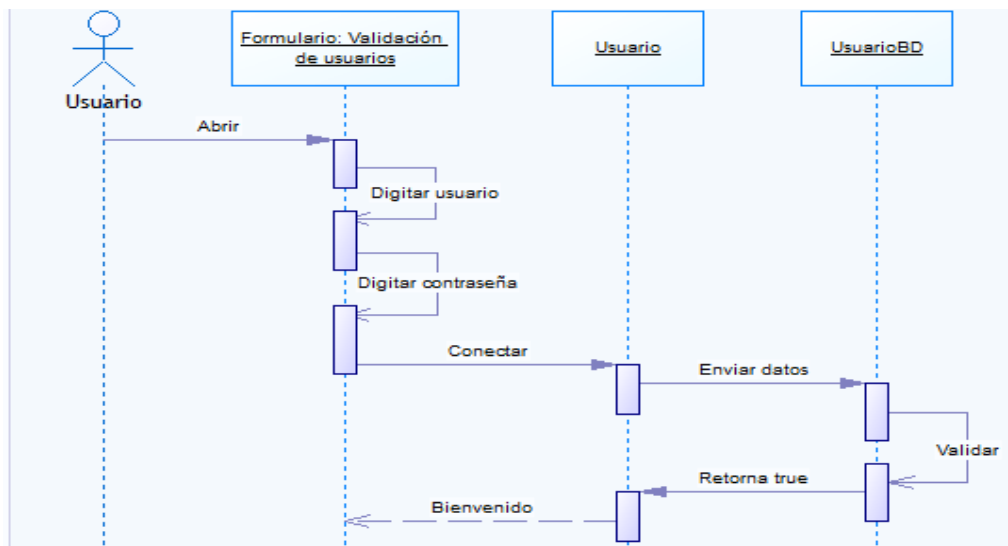 Formulario: Validación
de usuarios
Usuario
UsuarioBD
Usuario
Abrir
Digitar usuario
Digitar contraseña
Conectar
Enviar datos
Validar
Retorna true
Bienvenido